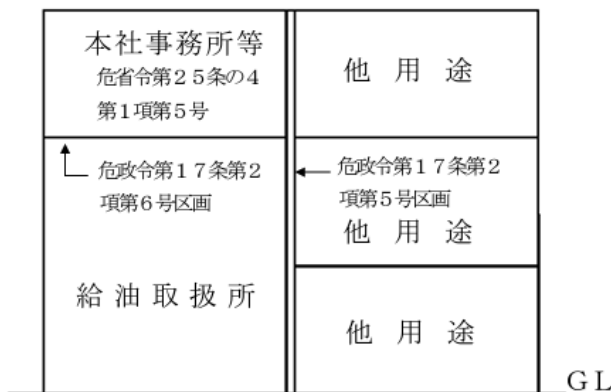 本社事務所等
危省令第25条の4
第1項第5号
他用途
危政令第17条第2
項第6号区画
危政令第17条第2
項第5号区画
他用途
給油取扱所
他用途
GL